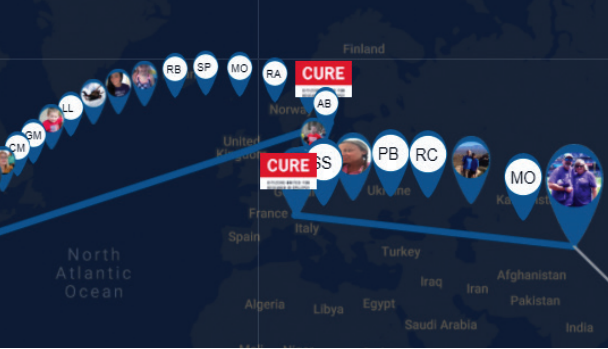 Finland
RB
SP
MO
RA
CURE
AB
LL
Norway
GM
CM
United
Kingdom
CURE
SS
PB
RC
MO
Ukraine
France
Italy
Spain
Turkey
North
Atlantic
Ocean
Afghanistan
Iraq
Iran
Pakistan
Algeria
Libya
Egypt
Saudi Arabia
India